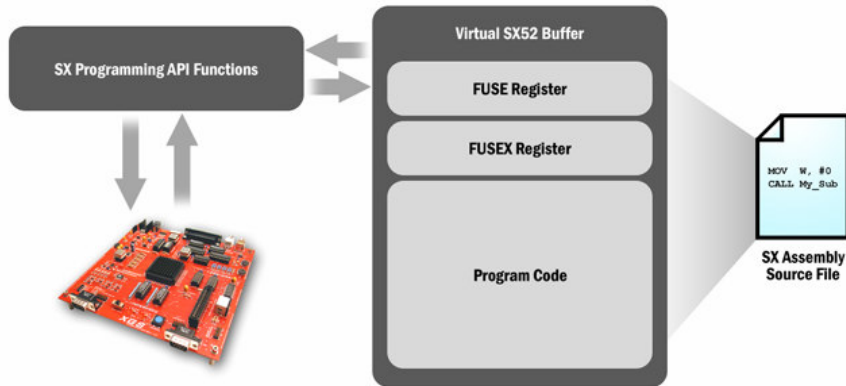 SX Programming API Functions
Virtual SX52 Buffer
FUSE Register
FUSEX Register
Program Code
MOV W, #0
CALL My_Sub
SX Assembly
Source File